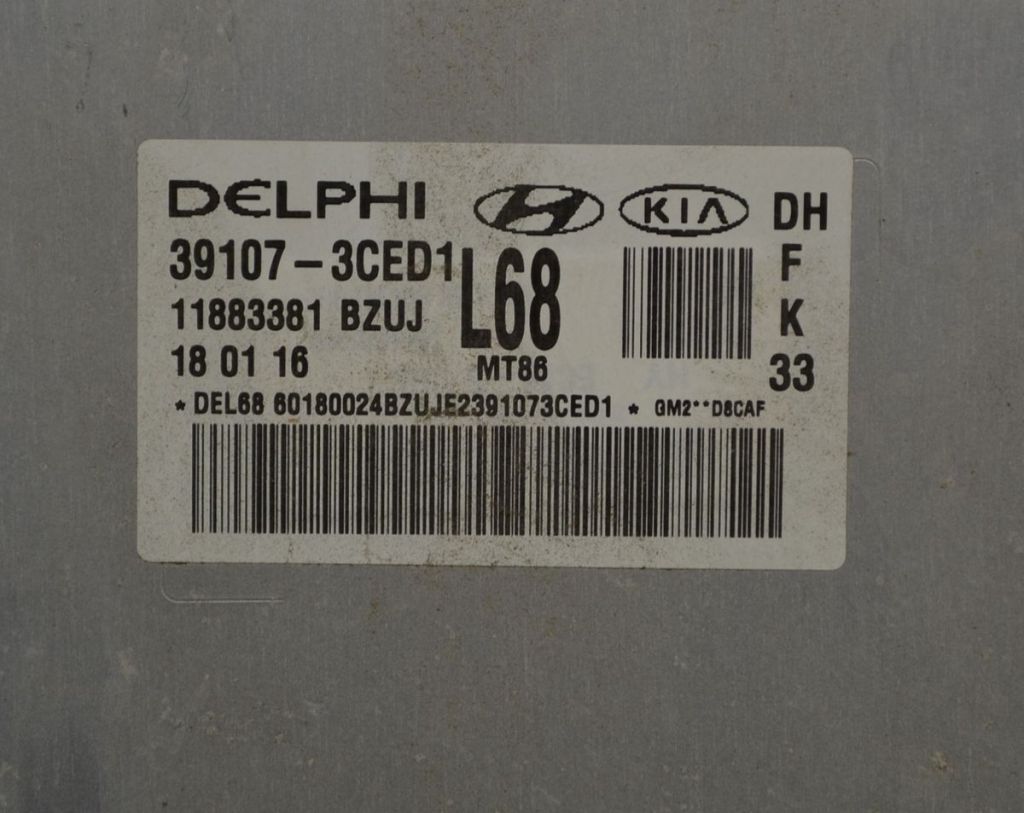 DELPHI KIA DH
39107-3CED1 L68 F
11883381 BZUJ K
18 01 16 MT86 33
* DEL68 60180024BZUJE2391073CED1 * GM2**D8CAF